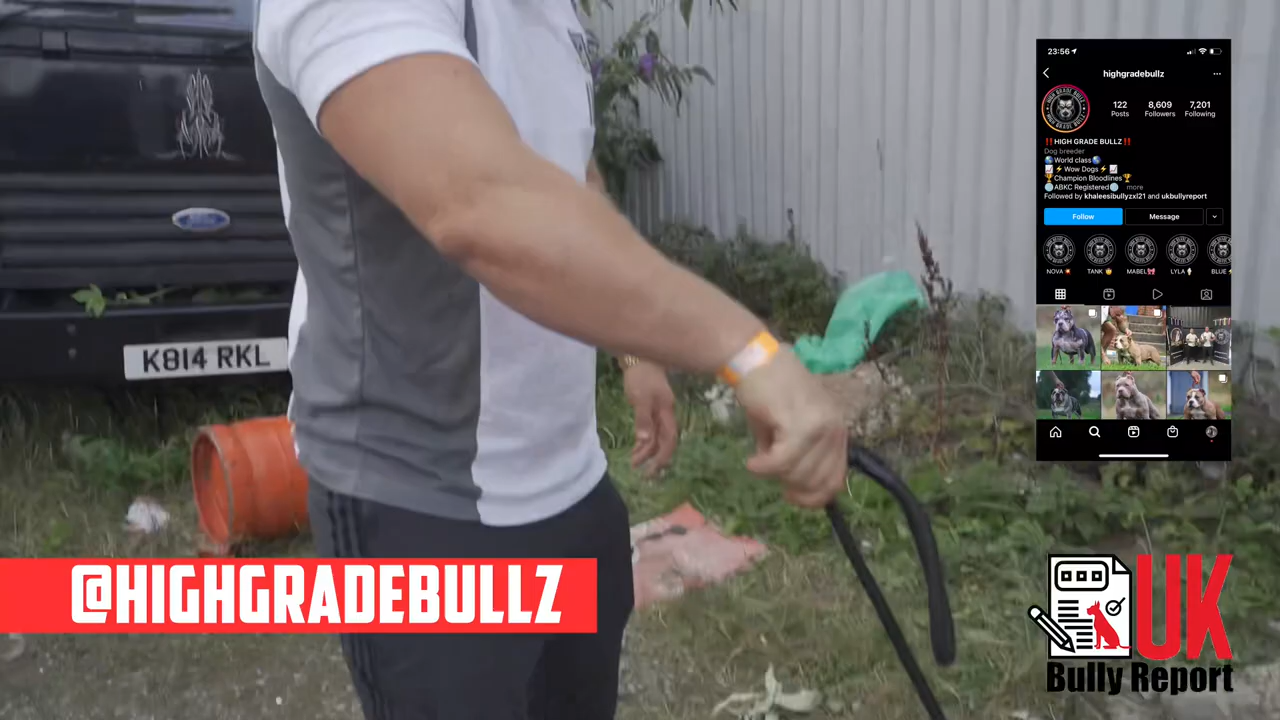 Ford
K814 RKL
@HIGHGRADEBULLZ
23:56
highgradebullz
122
8,609
7,201
Posts
Followers
Following
‼️HIGH GRADE BULLZ‼️
Dog breeder
🌏World class🌏
📈⚡Wow Dogs⚡📈
🏆Champion Bloodlines🏆
🔵ABKC Registered🔵 more
Followed by khaleesibullyzxl21 and ukbullyreport
Follow
Message
NOVA💥
TANK
MABEL🎀
LYLA
BLUE
UK
Bully Report